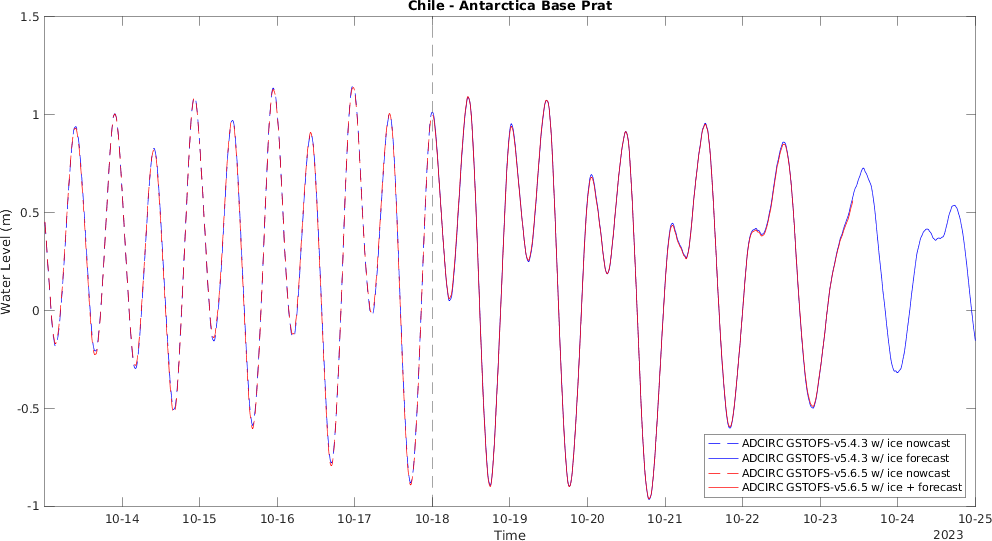 Chile - Antarctica Base Prat
1.5
1
0.5
0
-0.5
-1
Water Level (m)
10-14 10-15 10-16 10-17 10-18 10-19 10-20 10-21 10-22 10-23 10-24 10-25
Time
2023
ADCIRC GSTOFS-v5.4.3 w/ ice nowcast
ADCIRC GSTOFS-v5.4.3 w/ ice forecast
ADCIRC GSTOFS-v5.6.5 w/ ice nowcast
ADCIRC GSTOFS-v5.6.5 w/ ice + forecast